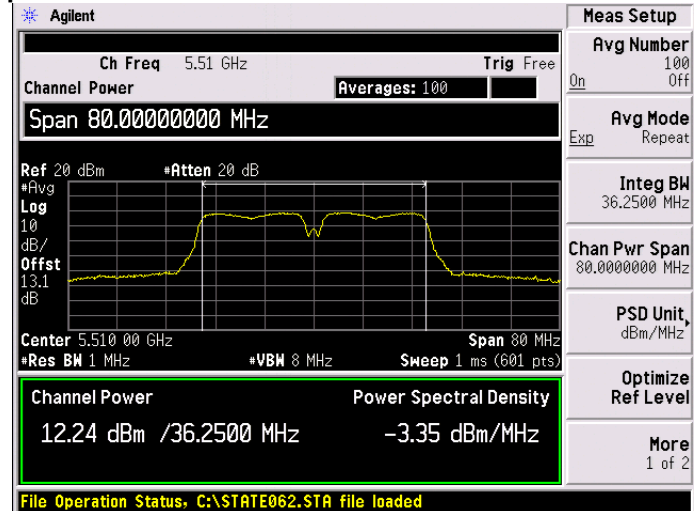 Agilent
Meas Setup
Ch Freq 5.51 GHz Trig Free
Channel Power Averages: 100
Span 80.00000000 MHz
Ref 20 dBm #Atten 20 dB
#Avg
Log
10
dB/
Offst
13.1
dB
Center 5.510 00 GHz Span 80 MHz
#Res BW 1 MHz #VBW 8 MHz Sweep 1 ms (601 pts)
Channel Power Power Spectral Density
12.24 dBm /36.2500 MHz -3.35 dBm/MHz
File Operation Status, C:\STATE062.STA file loaded
Avg Number
100
On Off
Avg Mode
Exp Repeat
Integ BW
36.2500 MHz
Chan Pwr Span
80.0000000 MHz
PSD Unit
dBm/MHz
Optimize
Ref Level
More
1 of 2